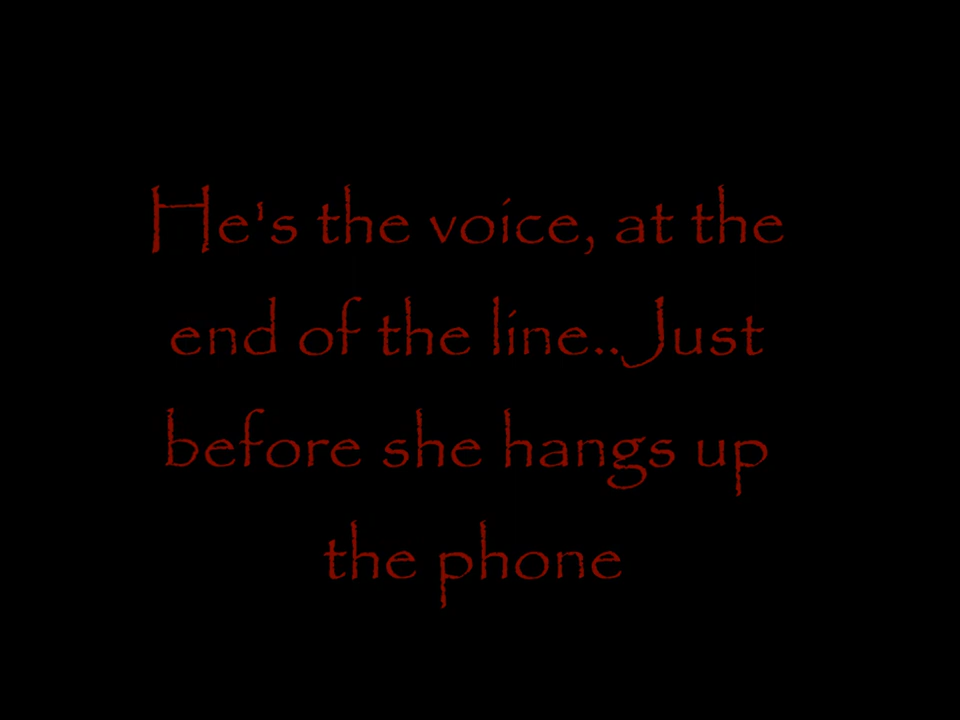 He's the voice, at the
end of the line..Just
before she hangs up
the phone